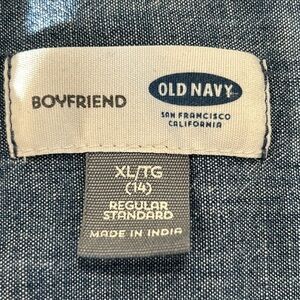 BOYFRIEND
OLD NAVY
SAN FRANCISCO
CALIFORNIA
XL/TG
(14)
REGULAR
STANDARD
MADE IN INDIA